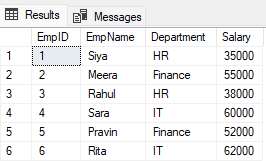 Results Messages
EmpID EmpName Department Salary
1 1 Siya HR 35000
2 2 Meera Finance 55000
3 3 Rahul HR 38000
4 4 Sara IT 60000
5 5 Pravin Finance 52000
6 6 Rita IT 62000